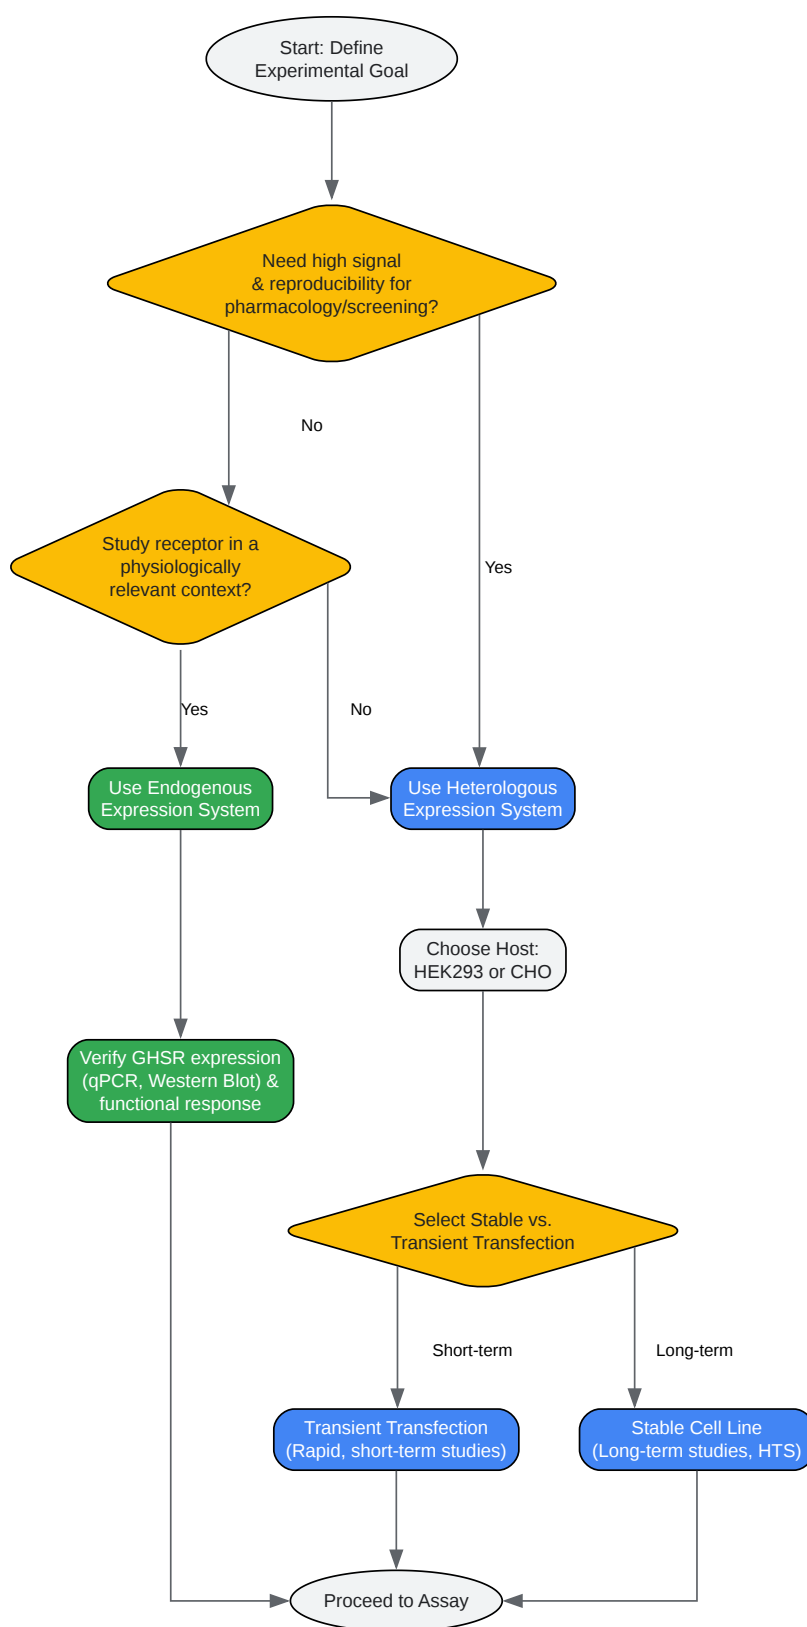 Start: Define
Experimental Goal
Need high signal
& reproducibility for
pharmacology/screening?
No
Study receptor in a
physiologically
relevant context?
Yes
Yes
No
Use Endogenous
Expression System
Use Heterologous
Expression System
Choose Host:
HEK293 or CHO
Verify GHSR expression
(qPCR, Western Blot) &
functional response
Select Stable vs.
Transient Transfection
Short-term
Long-term
Transient Transfection
(Rapid, short-term studies)
Stable Cell Line
(Long-term studies, HTS)
Proceed to Assay